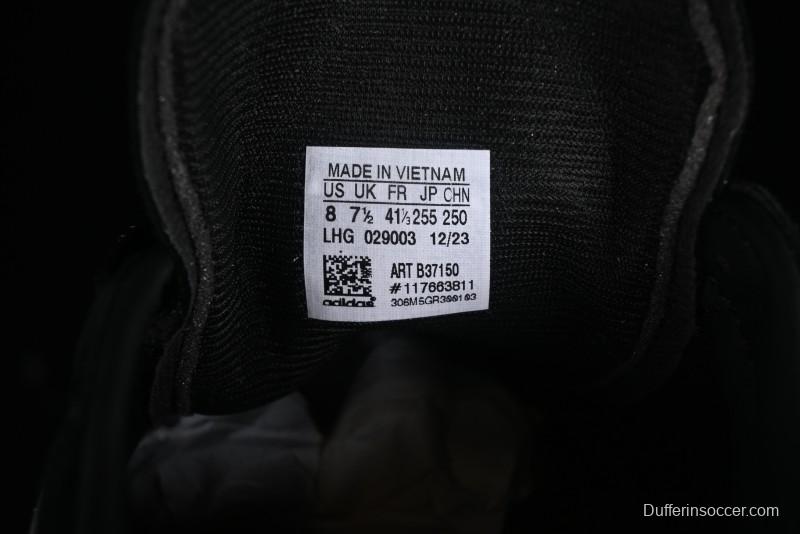 MADE IN VIETNAM
US UK FR JP CHN
8 7½ 41⅓ 255 250
LHG 029003 12/23
ART B37150
#117663811
adidas 306M5GR300103
Dufferinsoccer.com